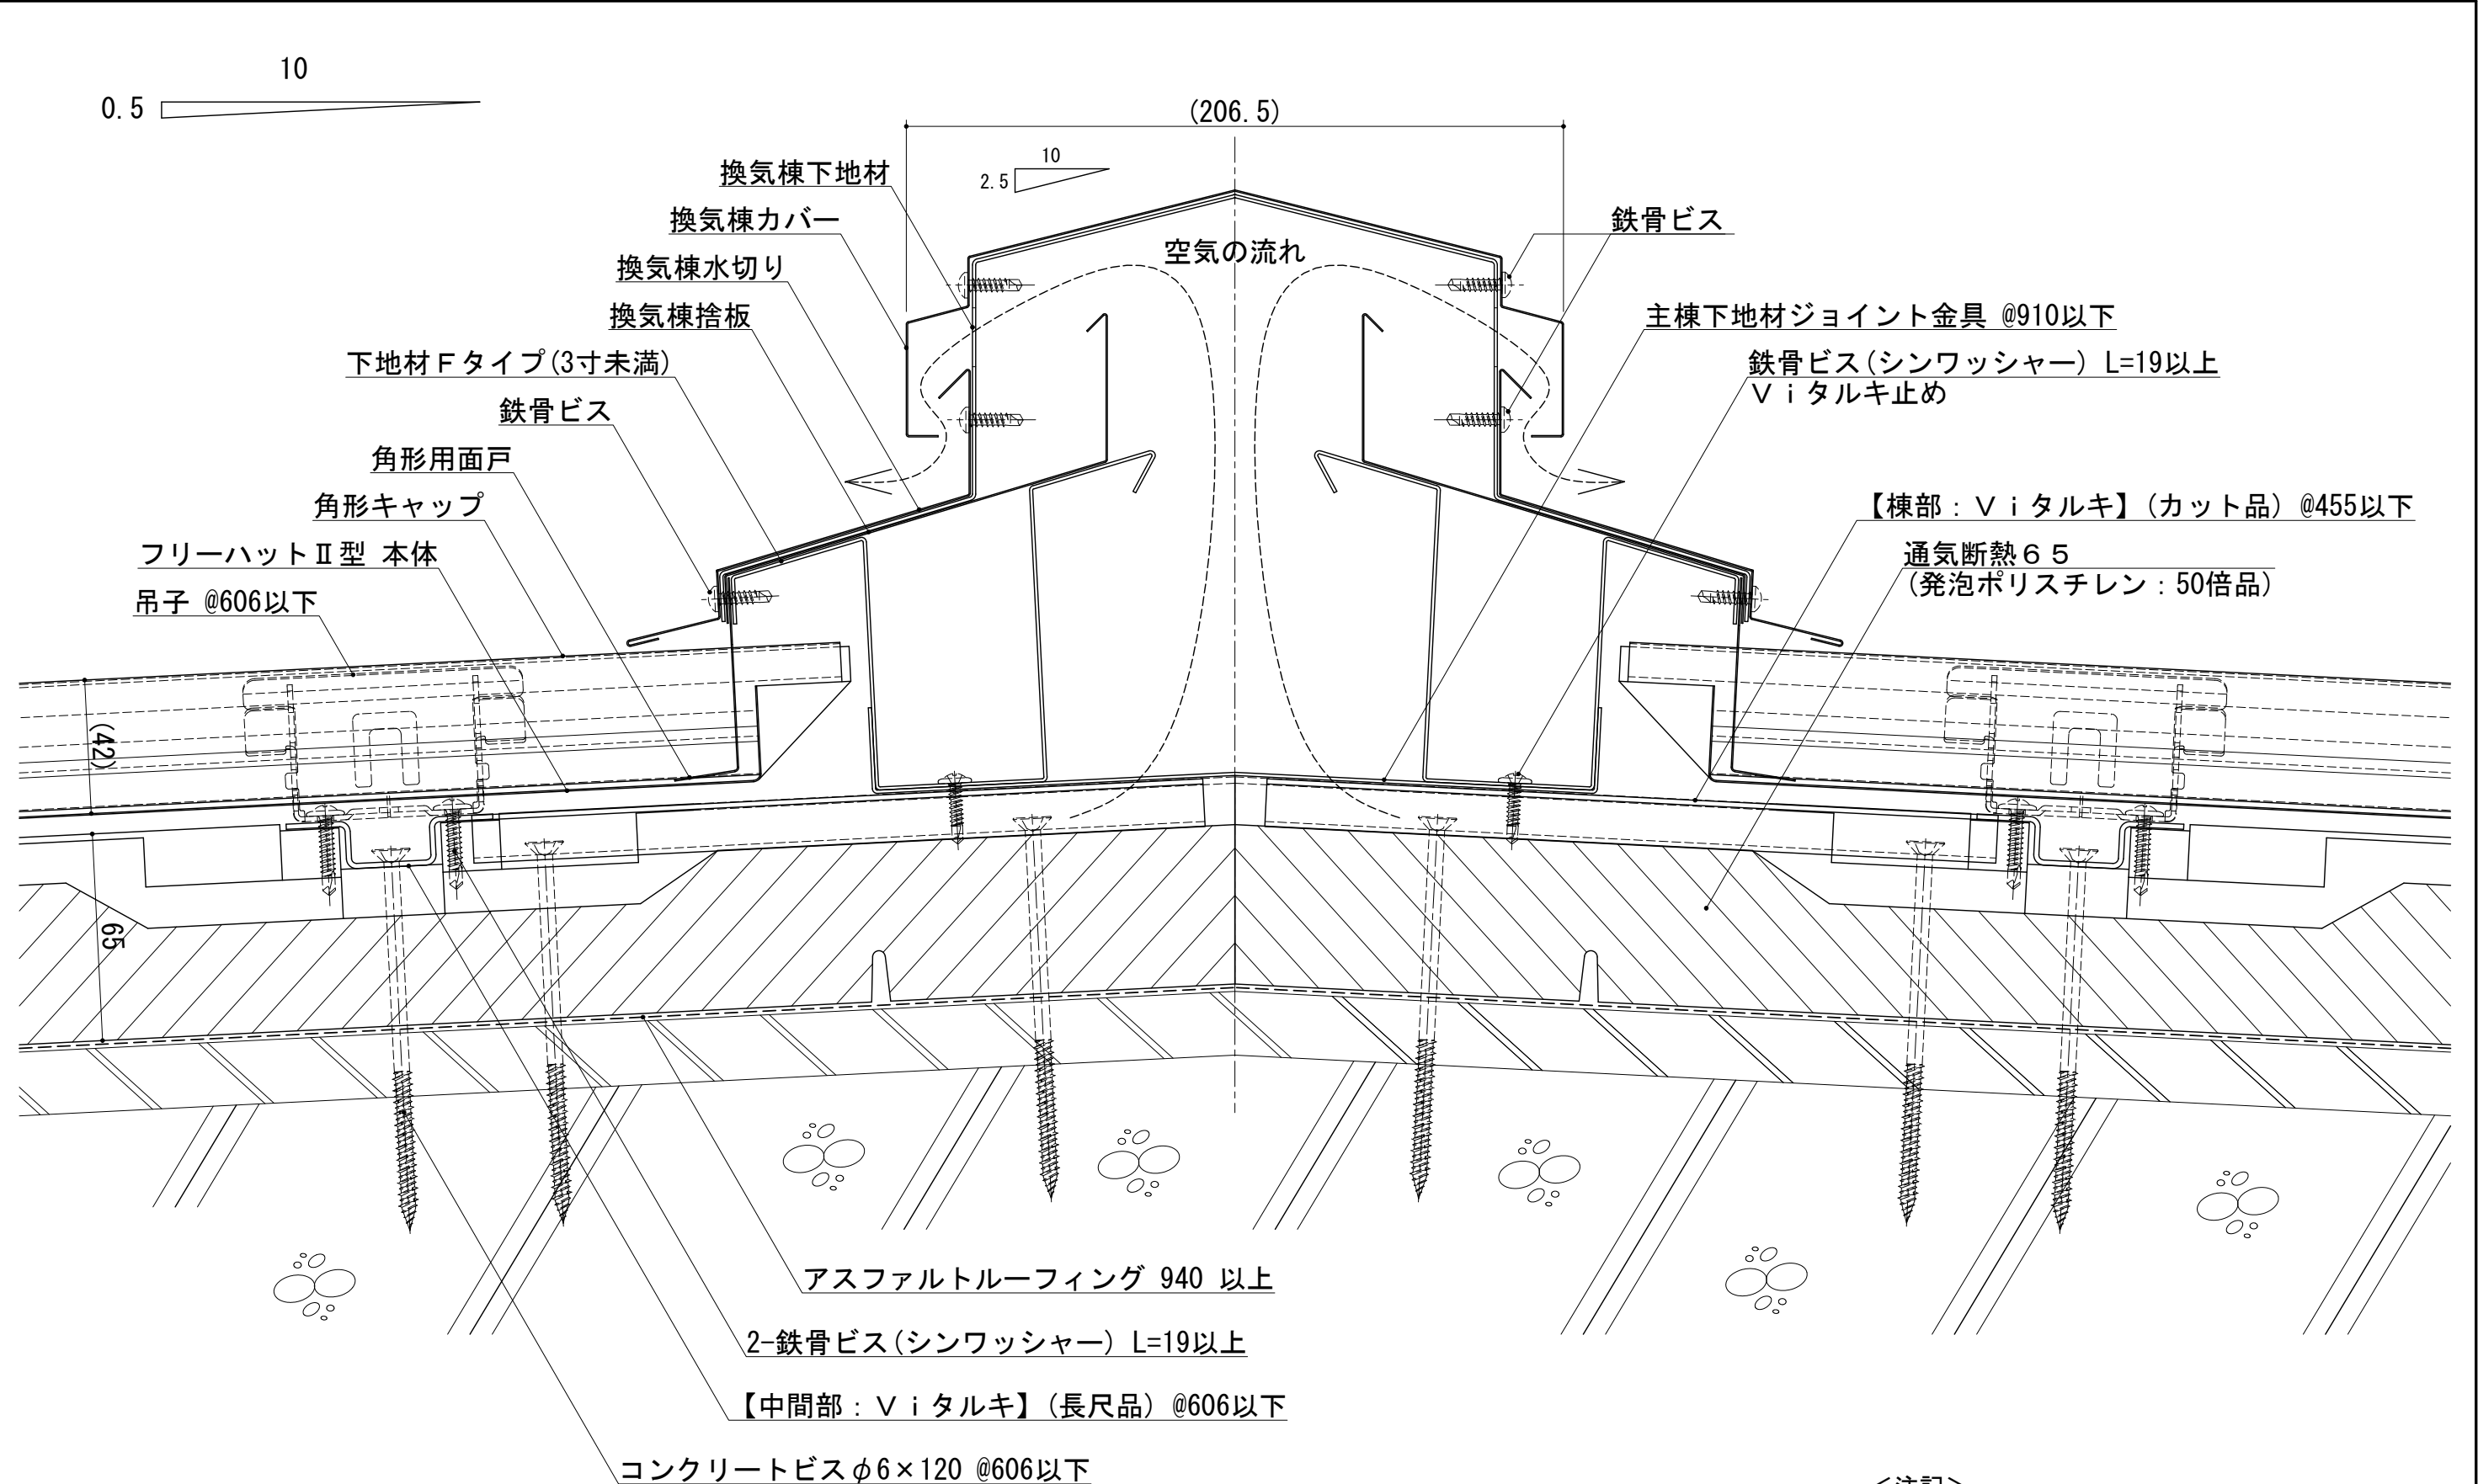 10
0.5
(206.5)
10
2.5
換気棟下地材
換気棟カバー
換気棟水切り
換気棟捨板
下地材Ｆタイプ(3寸未満)
鉄骨ビス
角形用面戸
角形キャップ
フリーハットⅡ型 本体
吊子 @606以下
空気の流れ
鉄骨ビス
主棟下地材ジョイント金具 @910以下
鉄骨ビス(シンワッシャー) L=19以上
Ｖｉタルキ止め
【棟部：Ｖｉタルキ】(カット品) @455以下
通気断熱６５
(発泡ポリスチレン：50倍品)
(42)
65
アスファルトルーフィング 940 以上
2-鉄骨ビス(シンワッシャー) L=19以上
【中間部：Ｖｉタルキ】(長尺品) @606以下
コンクリートビスφ6×120 @606以下
＜注記＞